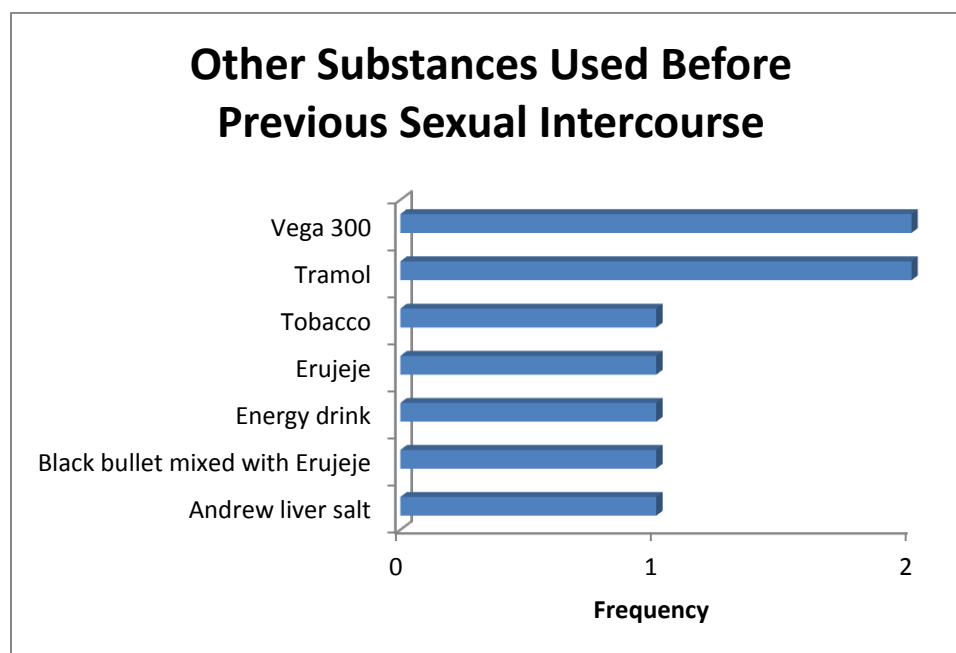 Other Substances Used Before
Previous Sexual Intercourse
Vega 300
Tramol
Tobacco
Erujeje
Energy drink
Black bullet mixed with Erujeje
Andrew liver salt
0 1 2
Frequency